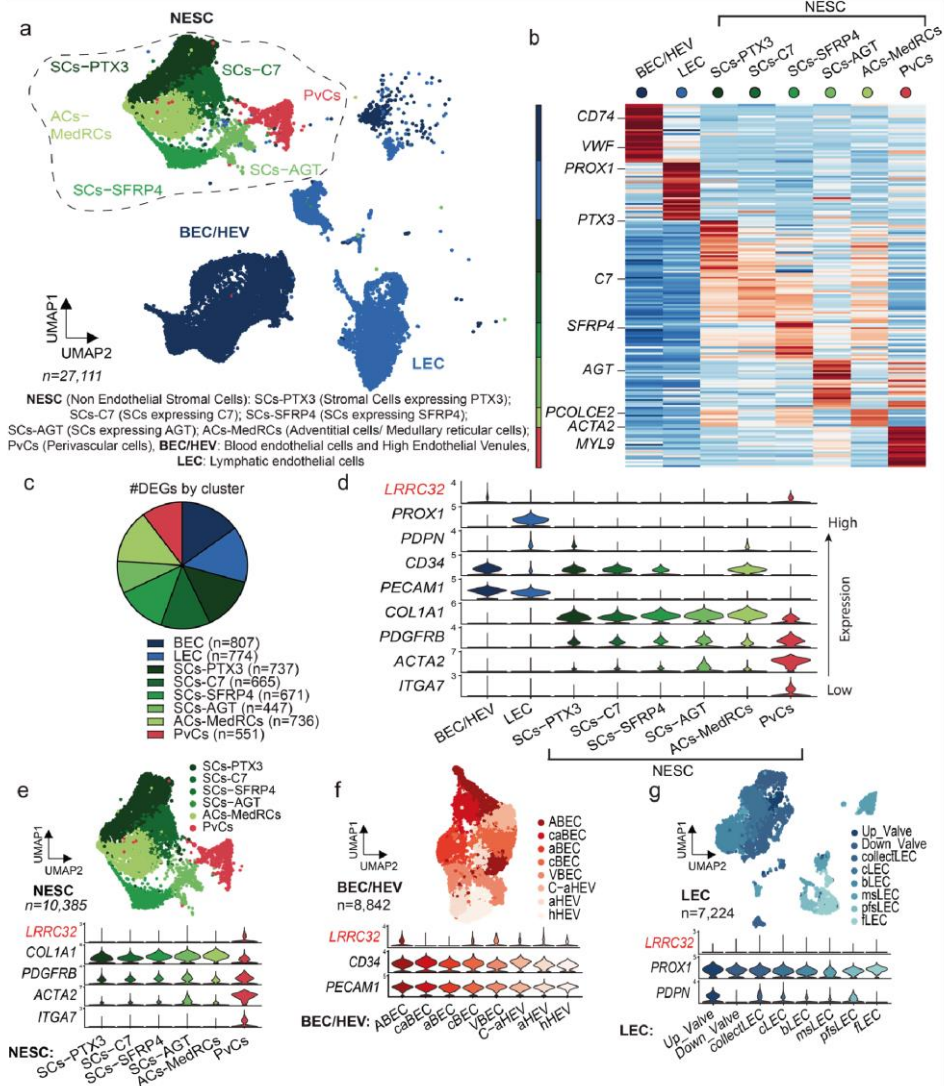 a
NESC
SCs-PTX3
SCs-C7
PvCs
ACs-
MedRCs
SCs-AGT
SCs-SFRP4
BEC/HEV
LEC
UMAP1
UMAP2
n=27,111
NESC (Non Endothelial Stromal Cells): SCs-PTX3 (Stromal Cells expressing PTX3);
SCs-C7 (SCs expressing C7); SCs-SFRP4 (SCs expressing SFRP4);
SCs-AGT (SCs expressing AGT); ACs-MedRCs (Adventitial cells/ Medullary reticular cells);
PvCs (Perivascular cells), BEC/HEV: Blood endothelial cells and High Endothelial Venules,
LEC: Lymphatic endothelial cells
b
NESC
BEC/HEV
LEC
SCs-PTX3
SCs-C7
SCs-SFRP4
SCs-AGT
ACs-MedRCs
PvCs
CD74
VWF
PROX1
PTX3
C7
SFRP4
AGT
PCOLCE2
ACTA2
MYL9
c
#DEGs by cluster
BEC (n=807)
LEC (n=774)
SCs-PTX3 (n=737)
SCs-C7 (n=665)
SCs-SFRP4 (n=671)
SCs-AGT (n=447)
ACs-MedRCs (n=736)
PvCs (n=551)
d
LRRC32 4
PROX1 5
PDPN 4
CD34 5
PECAM1 5
COL1A1 6
PDGFRB 4
ACTA2 7
ITGA7 3
High
Expression
Low
BEC/HEV
LEC
SCs-PTX3
SCs-C7
SCs-SFRP4
SCs-AGT
ACs-MedRCs
PvCs
NESC
e
SCs-PTX3
SCs-C7
SCs-SFRP4
SCs-AGT
ACs-MedRCs
PvCs
UMAP1
UMAP2
NESC
n=10,385
LRRC32
COL1A1
PDGFRB
ACTA2
ITGA7
NESC:
SCs-PTX3
SCs-C7
SCs-SFRP4
SCs-AGT
ACs-MedRCs
PvCs
f
UMAP1
UMAP2
BEC/HEV
n=8,842
ABEC
caBEC
aBEC
cBEC
VBEC
C-aHEV
aHEV
hHEV
LRRC32
CD34
PECAM1
BEC/HEV:
ABEC
caBEC
aBEC
cBEC
VBEC
C-aHEV
aHEV
hHEV
g
UMAP1
UMAP2
LEC
n=7,224
Up_Valve
Down_Valve
collectLEC
cLEC
bLEC
msLEC
pfsLEC
fLEC
LRRC32
PROX1
PDPN
LEC:
Up_Valve
Down_Valve
collectLEC
cLEC
bLEC
msLEC
pfsLEC
fLEC